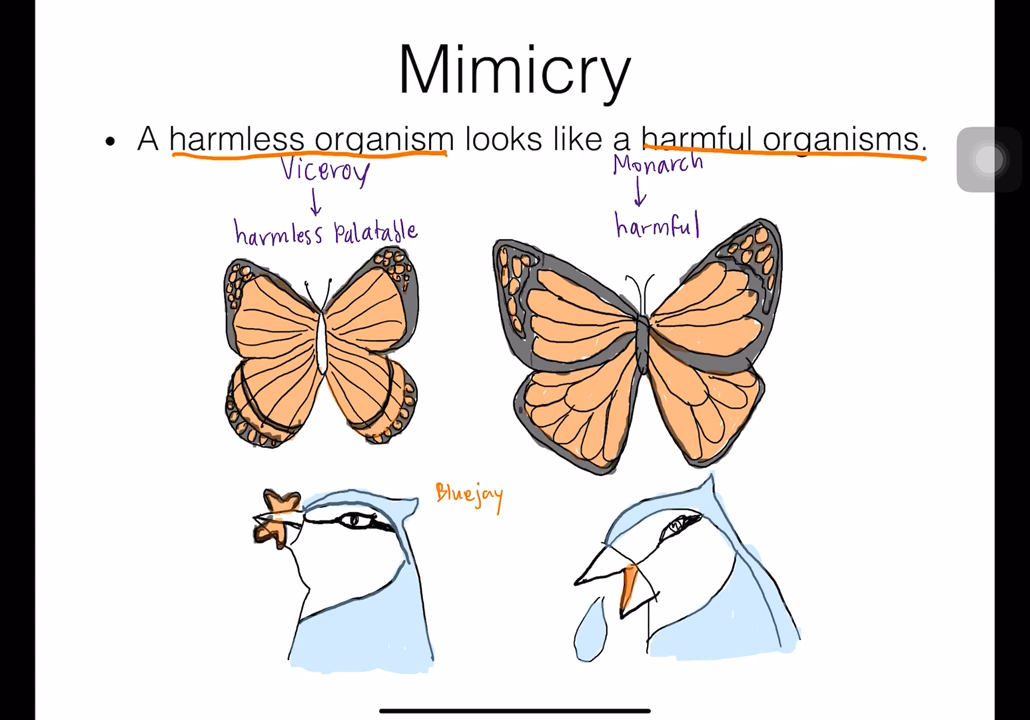 Mimicry
• A harmless organism looks like a harmful organisms.
Viceroy Monarch
harmless Palatable harmful
Bluejay